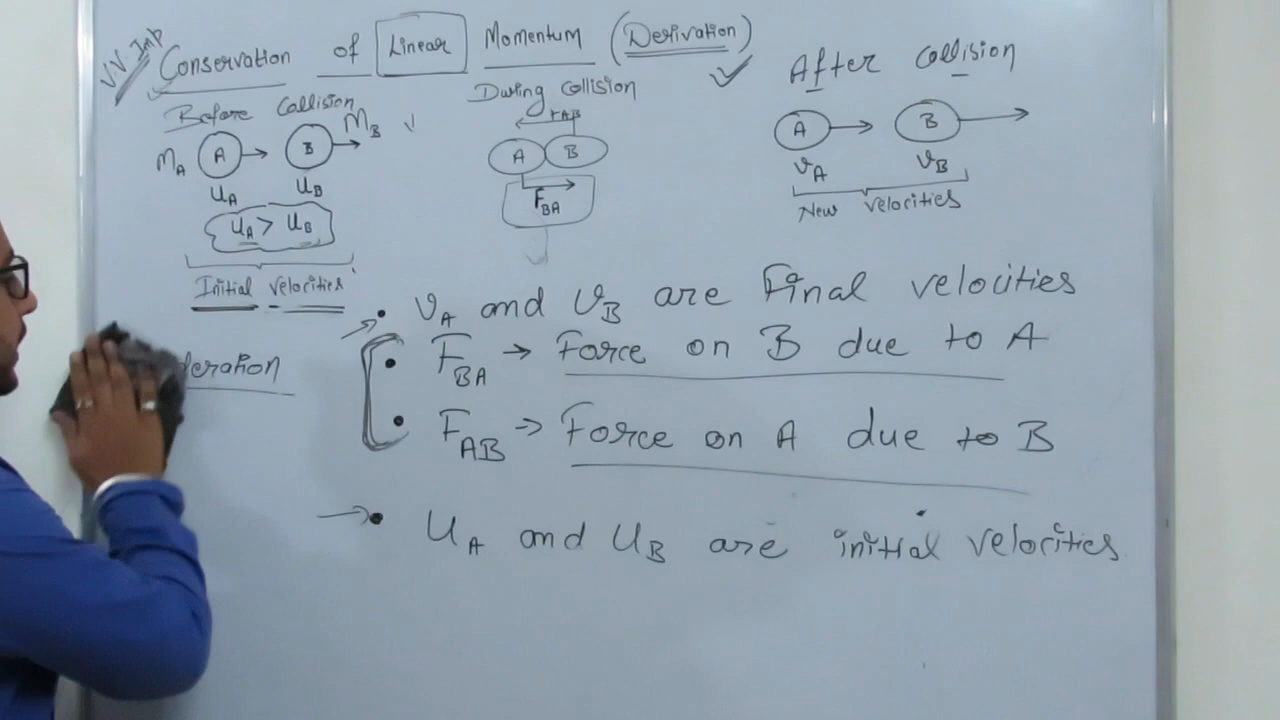 VV Imp
Conservation of Linear Momentum (Derivation)
Before Collision
M_A A B M_B
U_A U_B
U_A > U_B
Initial velocities
During Collision
F_AB
A B
F_BA
After Collision
A B
v_A v_B
New velocities
• v_A and v_B are Final velocities
• F_BA → Force on B due to A
• F_AB → Force on A due to B
→ • U_A and U_B are initial velocities